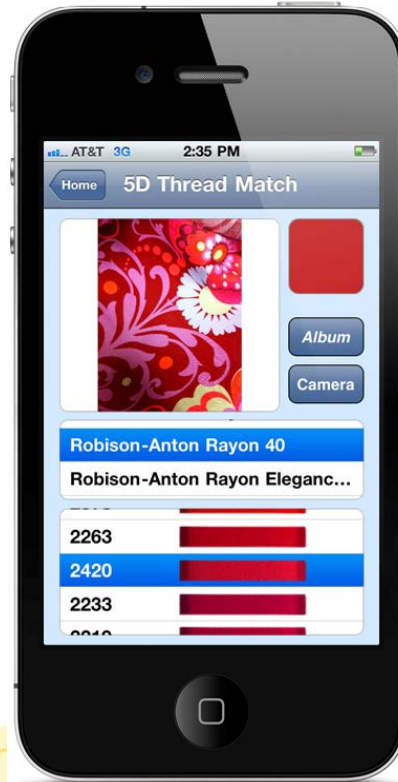 AT&T 3G 2:35 PM
Home 5D Thread Match
Album
Camera
Robison-Anton Rayon 40
Robison-Anton Rayon Eleganc...
2263
2420
2233